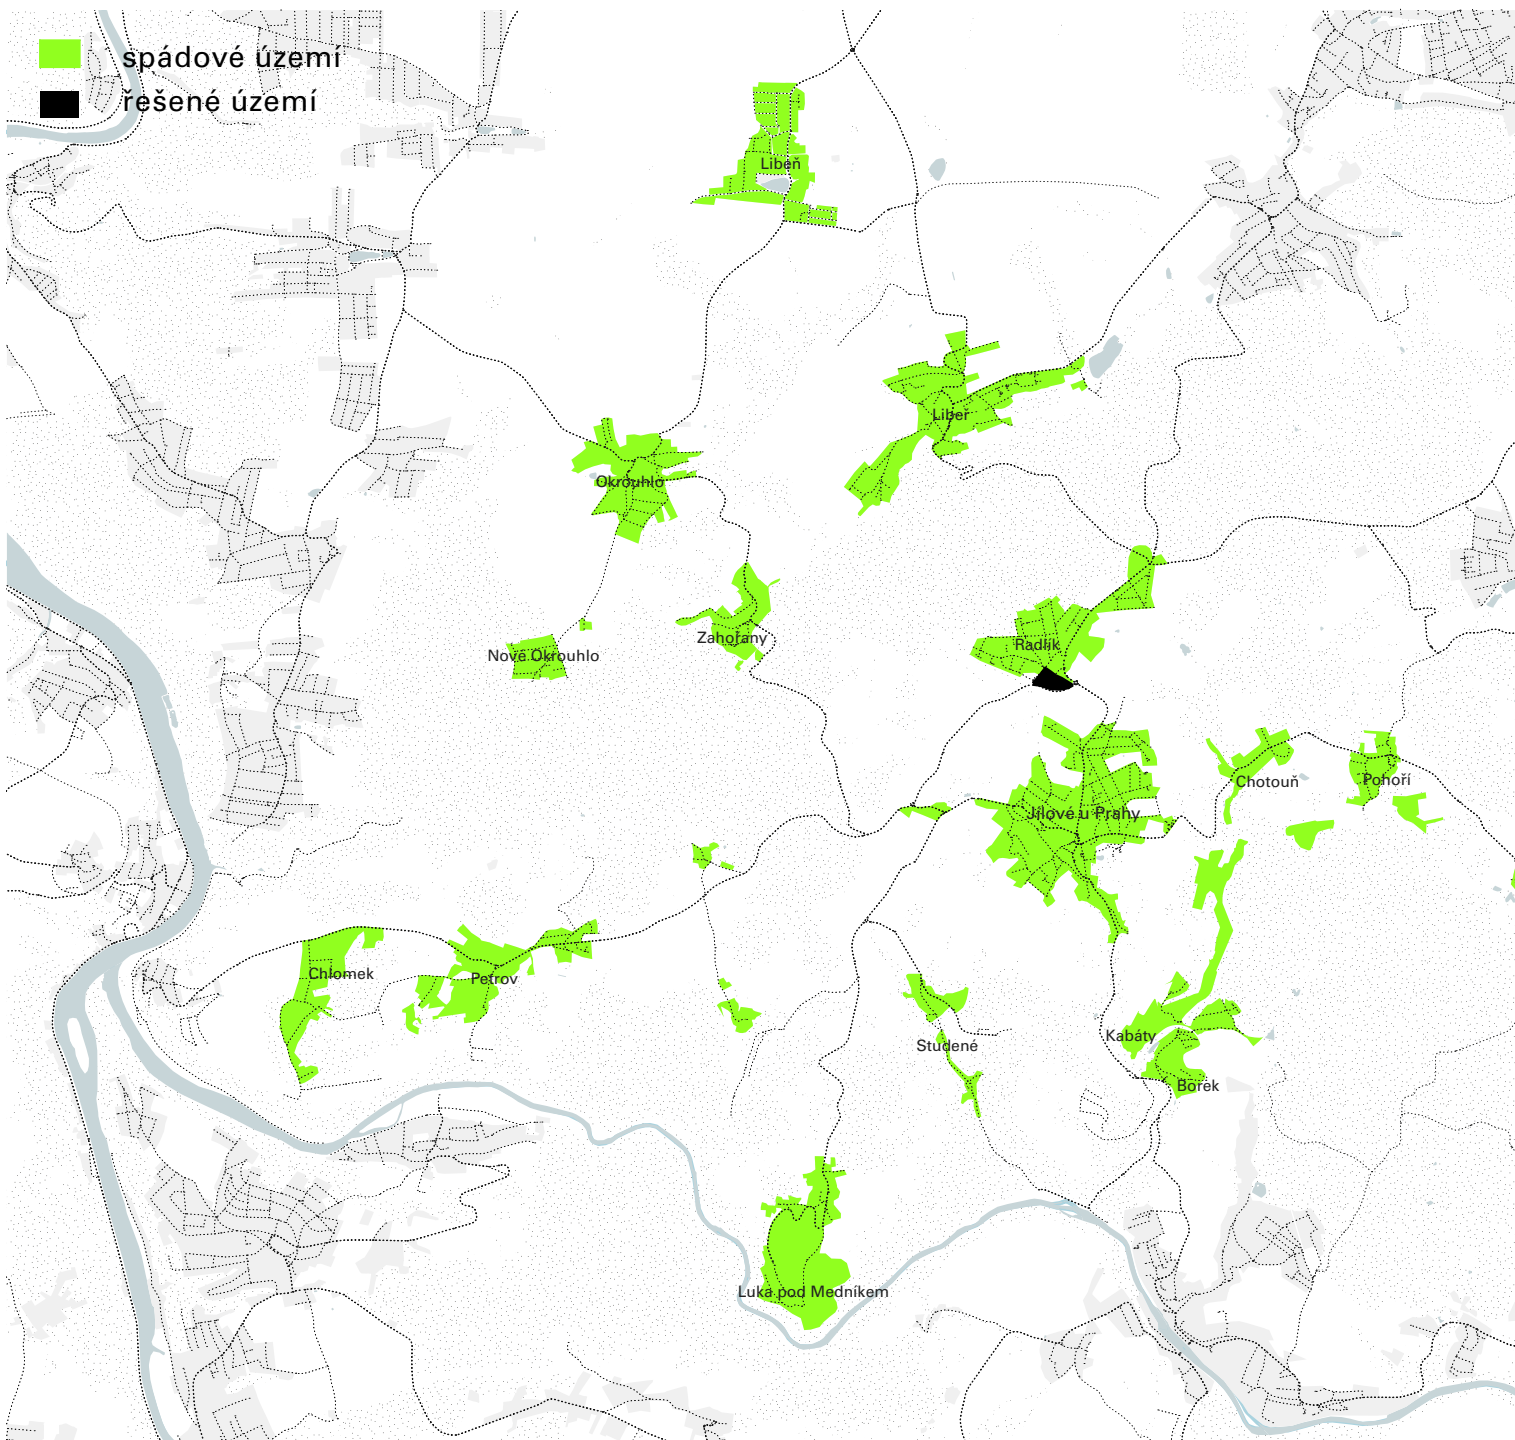 spádové území
řešené území
Libeň
Libeř
Okrouhlo
Zahořany
Radlík
Nové Okrouhlo
Chotouň
Pohoří
Jílové u Prahy
Chlomek
Petrov
Kabáty
Studené
Borek
Luka pod Medníkem